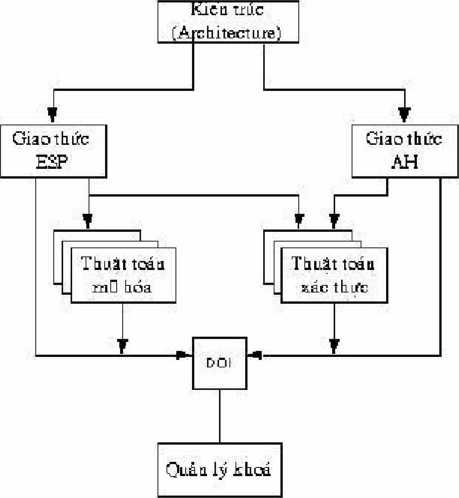 Kiến trúc
(Architecture)
Giao thức
ESP
Giao thức
AH
Thuật toán
mã hóa
Thuật toán
xác thực
DOI
Quản lý khoá